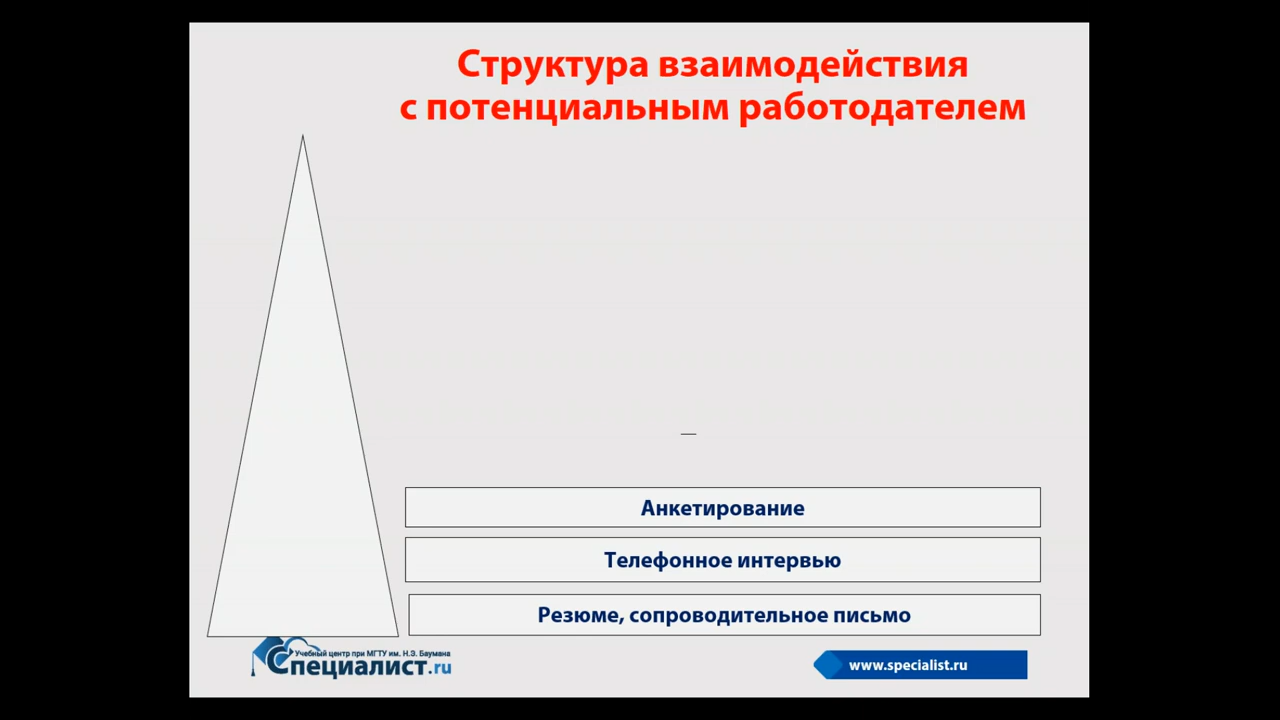 Структура взаимодействия
с потенциальным работодателем
Анкетирование
Телефонное интервью
Резюме, сопроводительное письмо
Учебный центр при МГТУ им. Н.Э. Баумана
Специалист.ru
www.specialist.ru